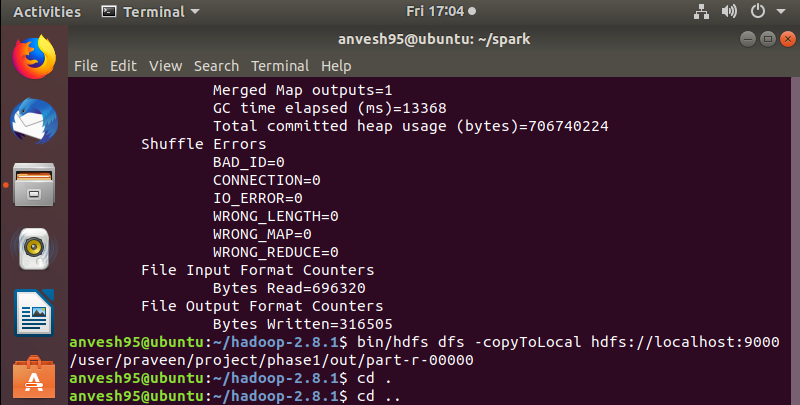 Activities Terminal Fri 17:04
anvesh95@ubuntu: ~/spark
File Edit View Search Terminal Help
Merged Map outputs=1
GC time elapsed (ms)=13368
Total committed heap usage (bytes)=706740224
Shuffle Errors
BAD_ID=0
CONNECTION=0
IO_ERROR=0
WRONG_LENGTH=0
WRONG_MAP=0
WRONG_REDUCE=0
File Input Format Counters
Bytes Read=696320
File Output Format Counters
Bytes Written=316505
anvesh95@ubuntu:~/hadoop-2.8.1$ bin/hdfs dfs -copyToLocal hdfs://localhost:9000
/user/praveen/project/phase1/out/part-r-00000
anvesh95@ubuntu:~/hadoop-2.8.1$ cd .
anvesh95@ubuntu:~/hadoop-2.8.1$ cd ..